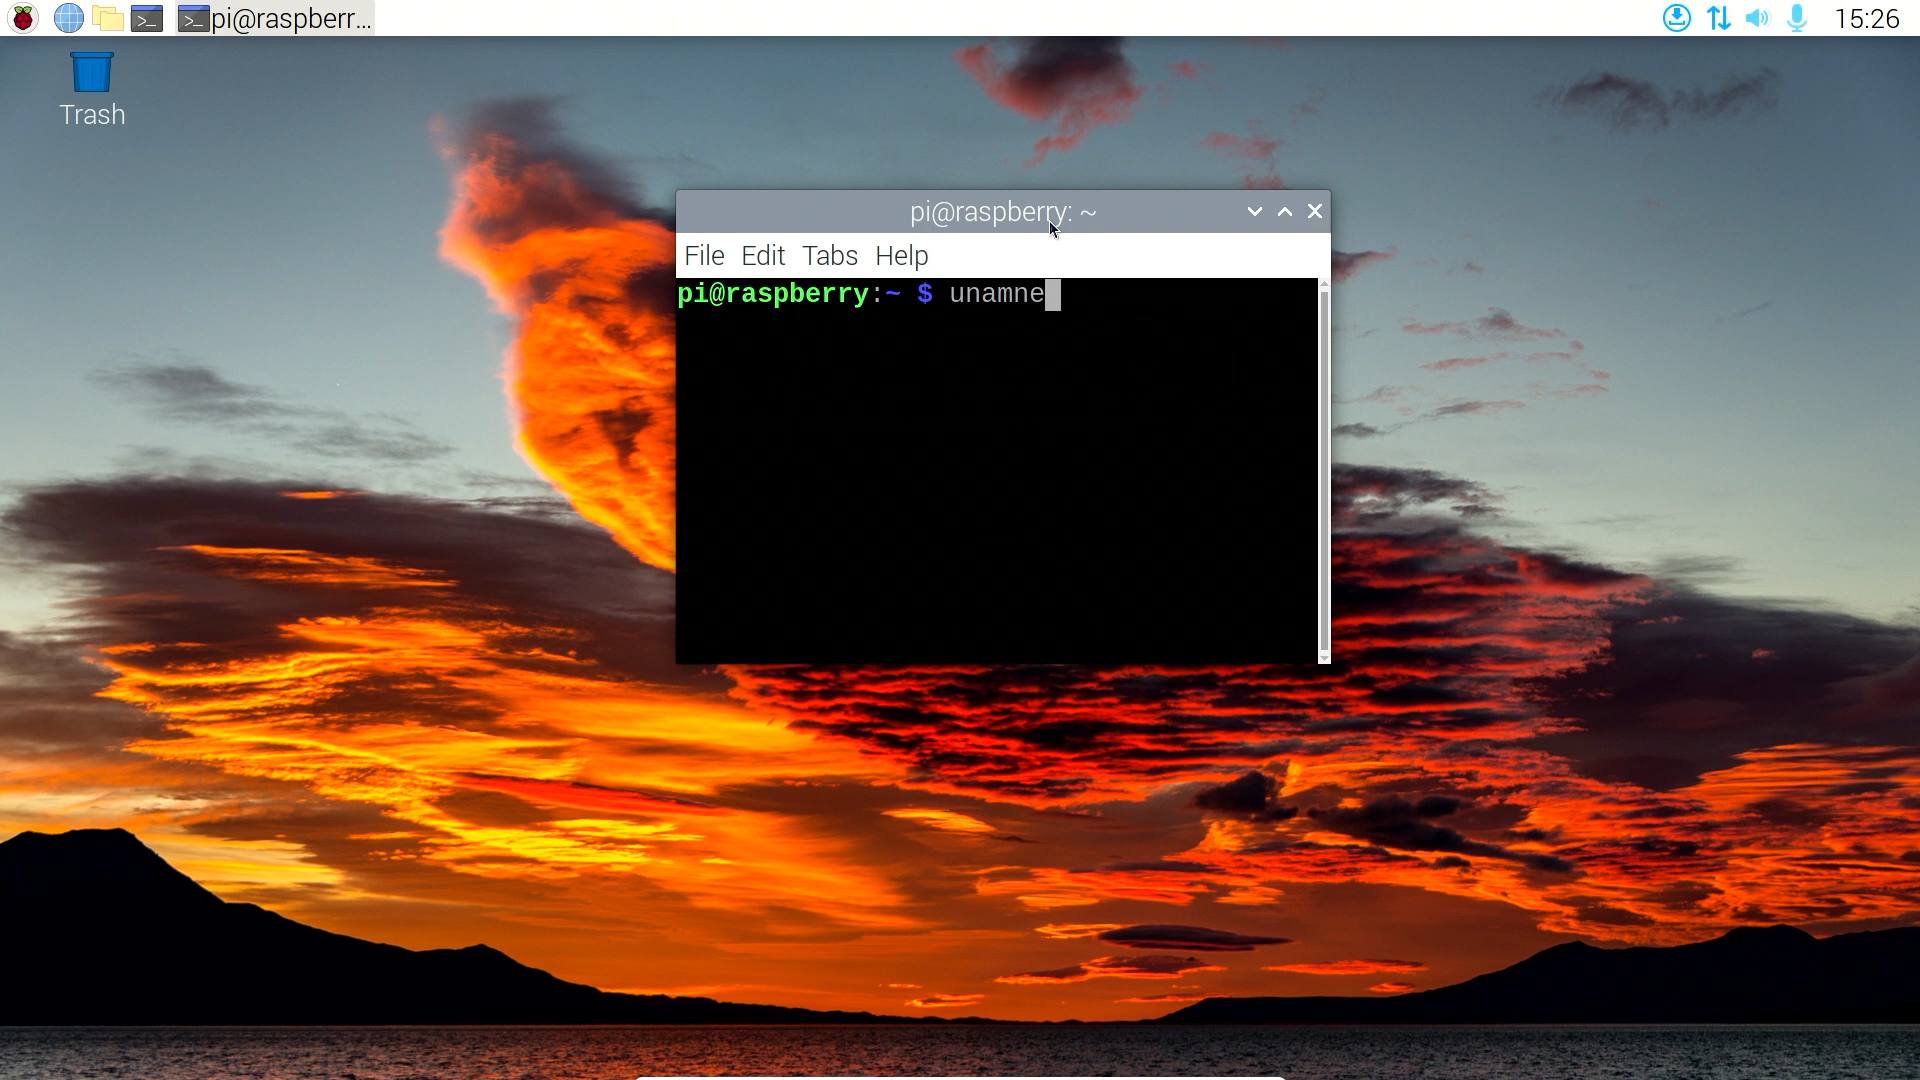 pi@raspberr...
15:26
Trash
pi@raspberry: ~
File Edit Tabs Help
pi@raspberry:~ $ unamne